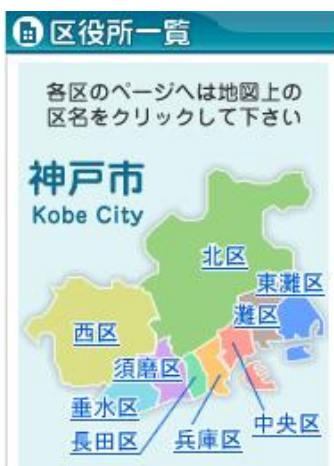 区役所一覧
各区のページへは地図上の
区名をクリックして下さい
神戸市
Kobe City
北区
東灘区
灘区
西区
須磨区
垂水区
中央区
長田区
兵庫区